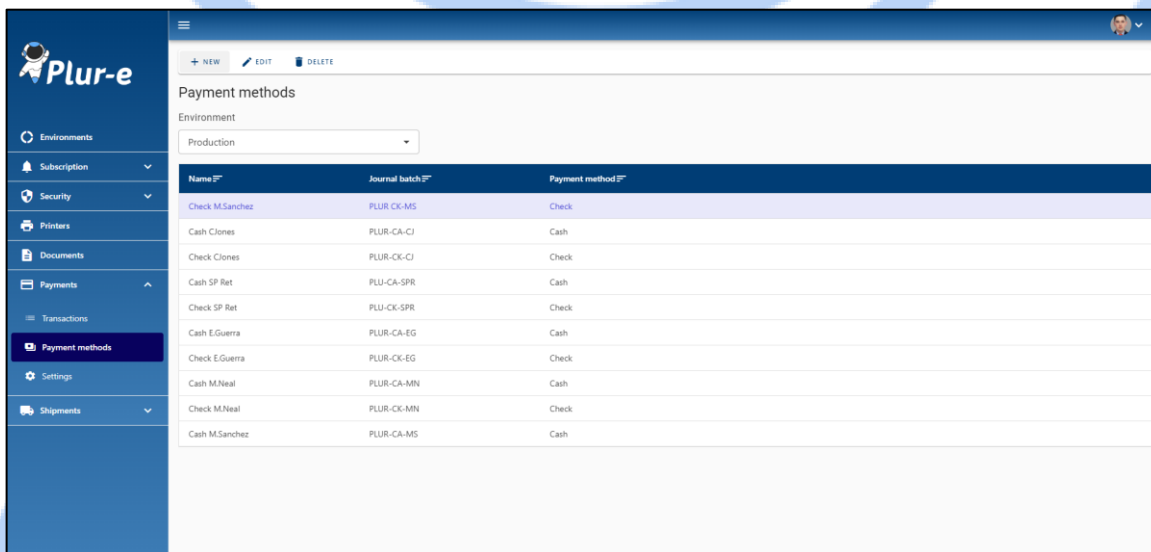 Plur-e
Environments
Subscription
Security
Printers
Documents
Payments
Transactions
Payment methods
Settings
Shipments
NEW EDIT DELETE
Payment methods
Environment
Production
Name Journal batch Payment method
Check M.Sanchez PLUR CK-MS Check
Cash CJones PLUR-CA-CJ Cash
Check CJones PLUR-CK-CJ Check
Cash SP Ret PLU-CA-SPR Cash
Check SP Ret PLU-CK-SPR Check
Cash E.Guerra PLUR-CA-EG Cash
Check E.Guerra PLUR-CK-EG Check
Cash M.Neal PLUR-CA-MN Cash
Check M.Neal PLUR-CK-MN Check
Cash M.Sanchez PLUR-CA-MS Cash